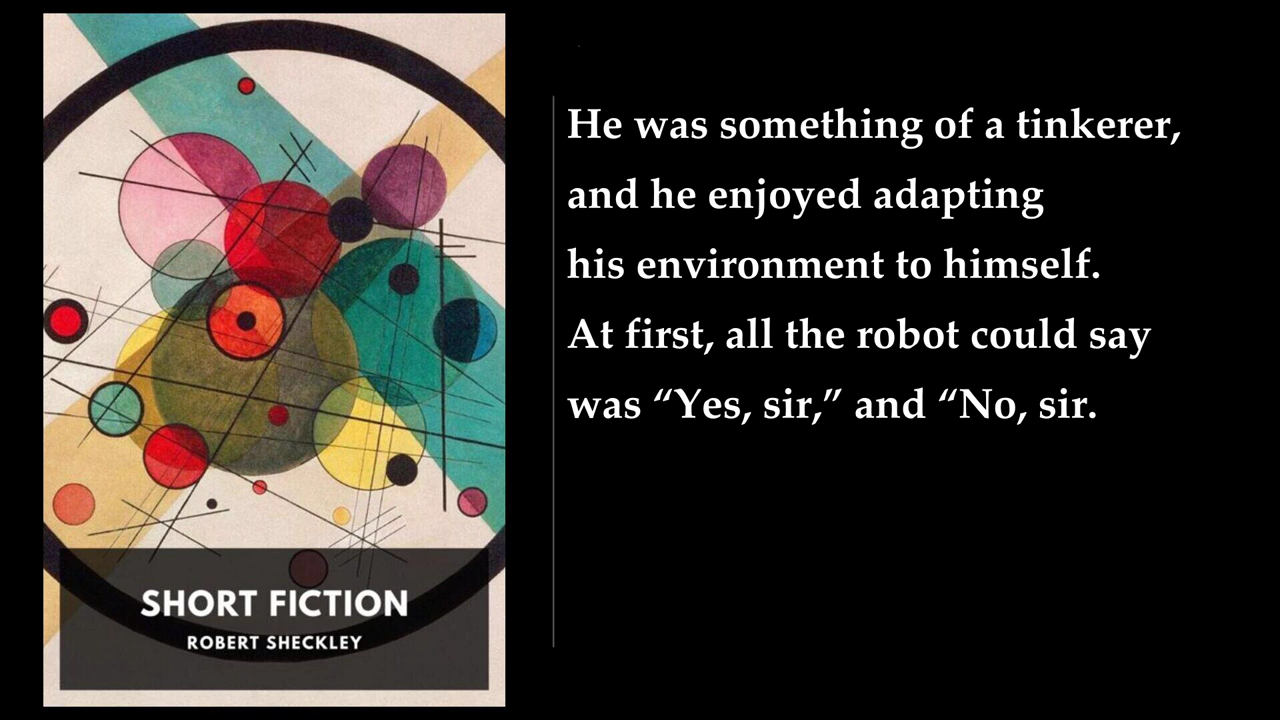 SHORT FICTION
ROBERT SHECKLEY
He was something of a tinkerer,
and he enjoyed adapting
his environment to himself.
At first, all the robot could say
was “Yes, sir,” and “No, sir.